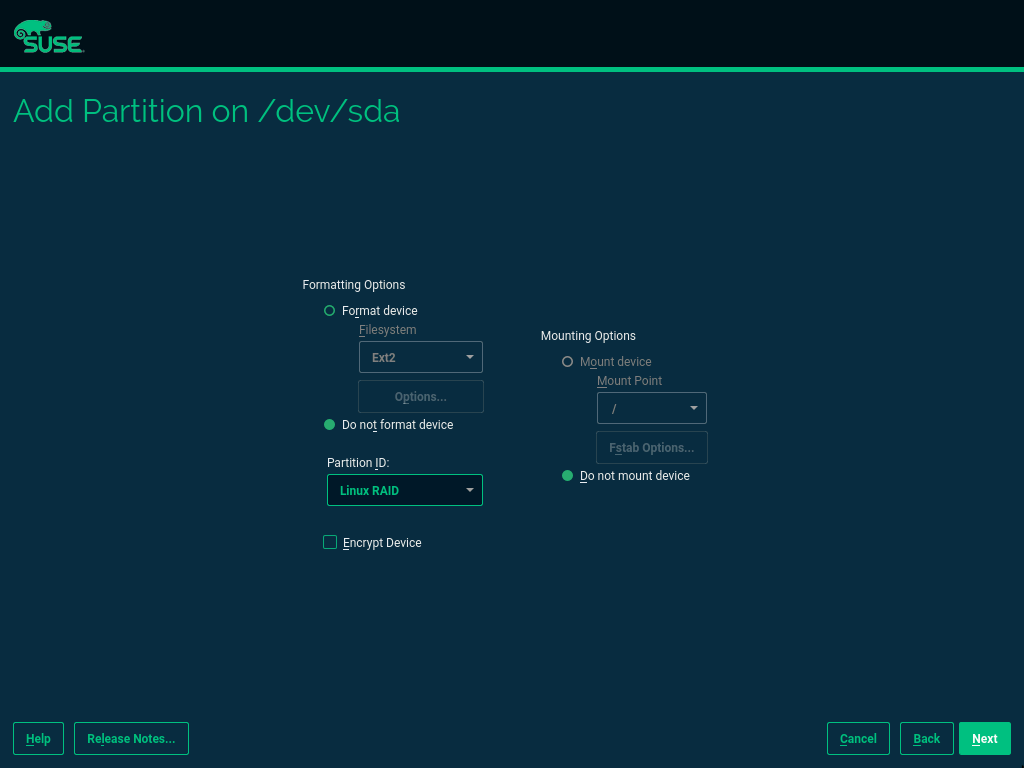 SUSE
Add Partition on /dev/sda
Formatting Options
Format device
Filesystem
Ext2
Options...
Do not format device
Partition ID:
Linux RAID
Encrypt Device
Mounting Options
Mount device
Mount Point
/
Fstab Options...
Do not mount device
Help
Release Notes...
Cancel
Back
Next